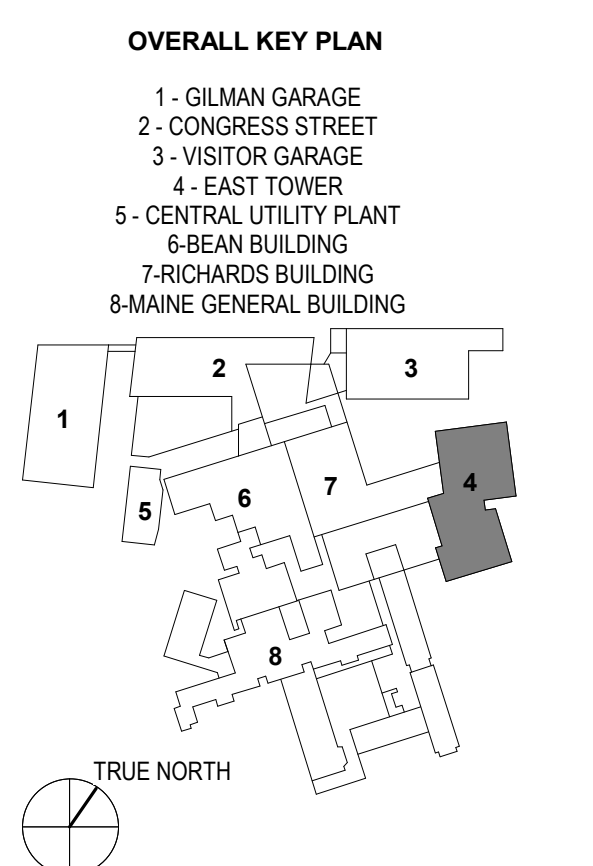 OVERALL KEY PLAN
1 - GILMAN GARAGE
2 - CONGRESS STREET
3 - VISITOR GARAGE
4 - EAST TOWER
5 - CENTRAL UTILITY PLANT
6-BEAN BUILDING
7-RICHARDS BUILDING
8-MAINE GENERAL BUILDING
2
3
1
4
7
6
5
8
TRUE NORTH